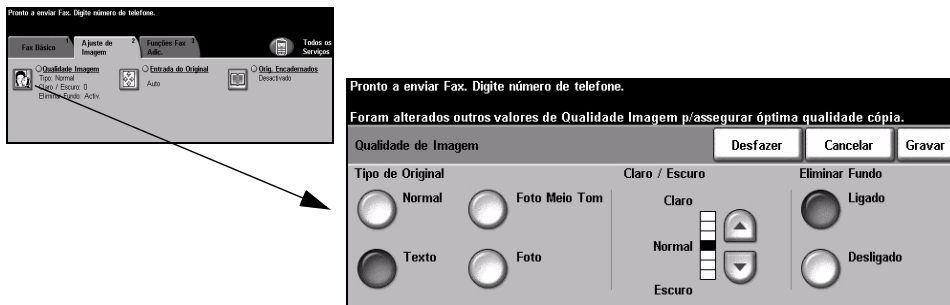 Pronto a enviar Fax. Digite número de telefone.
Fax Básico 1
Ajuste de Imagem 2
Funções Fax Adic. 3
Todos os Serviços
Qualidade Imagem
Tipo: Normal
Claro / Escuro: 0
Eliminar Fundo: Activ.
Entrada do Original
Auto
Orig. Encadernados
Desactivado
Pronto a enviar Fax. Digite número de telefone.
Foram alterados outros valores de Qualidade Imagem p/assegurar óptima qualidade cópia.
Qualidade de Imagem
Desfazer
Cancelar
Gravar
Tipo de Original
Normal
Foto Meio Tom
Texto
Foto
Claro / Escuro
Claro
Normal
Escuro
Eliminar Fundo
Ligado
Desligado